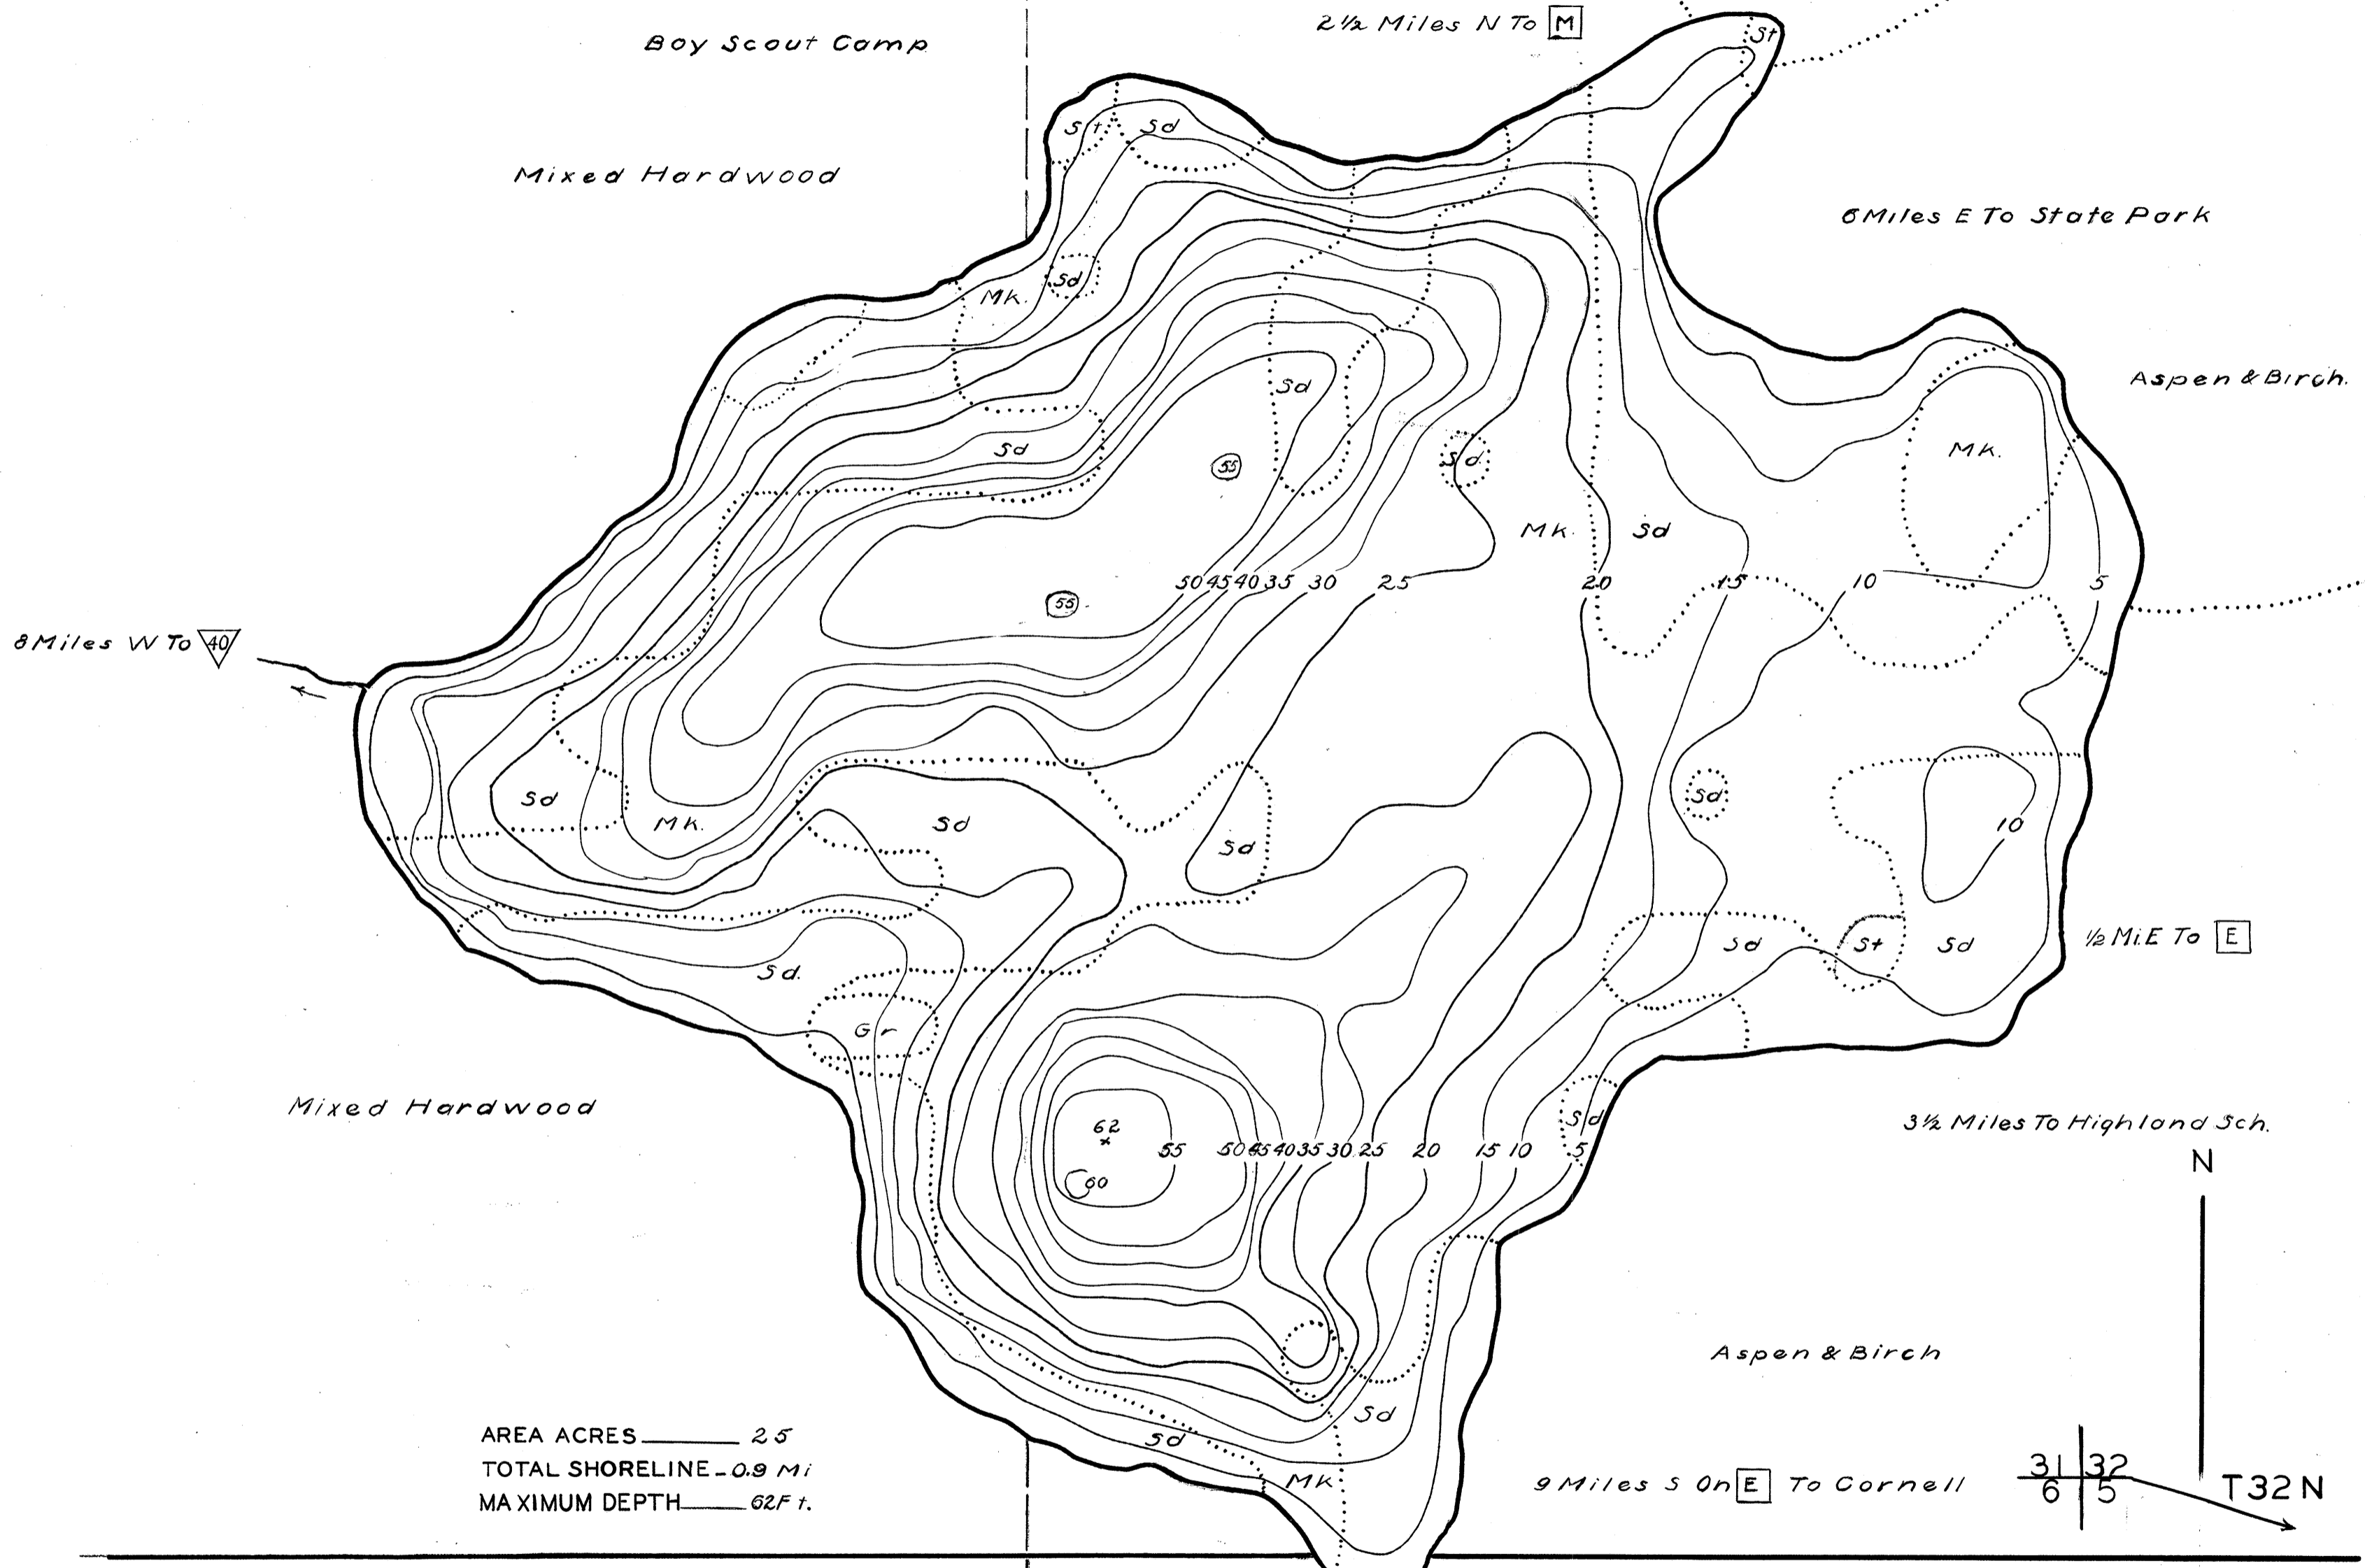 2½ Miles N To M
Boy Scout Camp
St
St
Sd
Mixed Hardwood
6 Miles E To State Park
Sd
Mk.
Aspen & Birch.
Sd
Sd
Mk.
55
Sd
Mk.
Sd
50 45 40 35 30 25 20 15 10 5
55
8 Miles W To 40
Sd
Sd
Mk.
Sd
10
Sd
½ Mi. E To E
Sd
St
Sd
Sd.
Gr
Mixed Hardwood
Sd
3½ Miles To Highland Sch.
62
x
55 50 45 40 35 30 25 20 15 10 5
N
60
Aspen & Birch
Sd
AREA ACRES 25
Sd
TOTAL SHORELINE 0.9 Mi
Mk
9 Miles S On E To Cornell
31 32
6 5
T32N
MAXIMUM DEPTH 62 Ft.